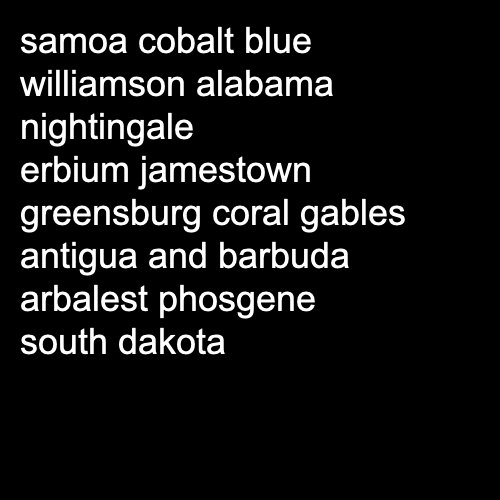 samoa cobalt blue
williamson alabama
nightingale
erbium jamestown
greensburg coral gables
antigua and barbuda
arbalest phosgene
south dakota